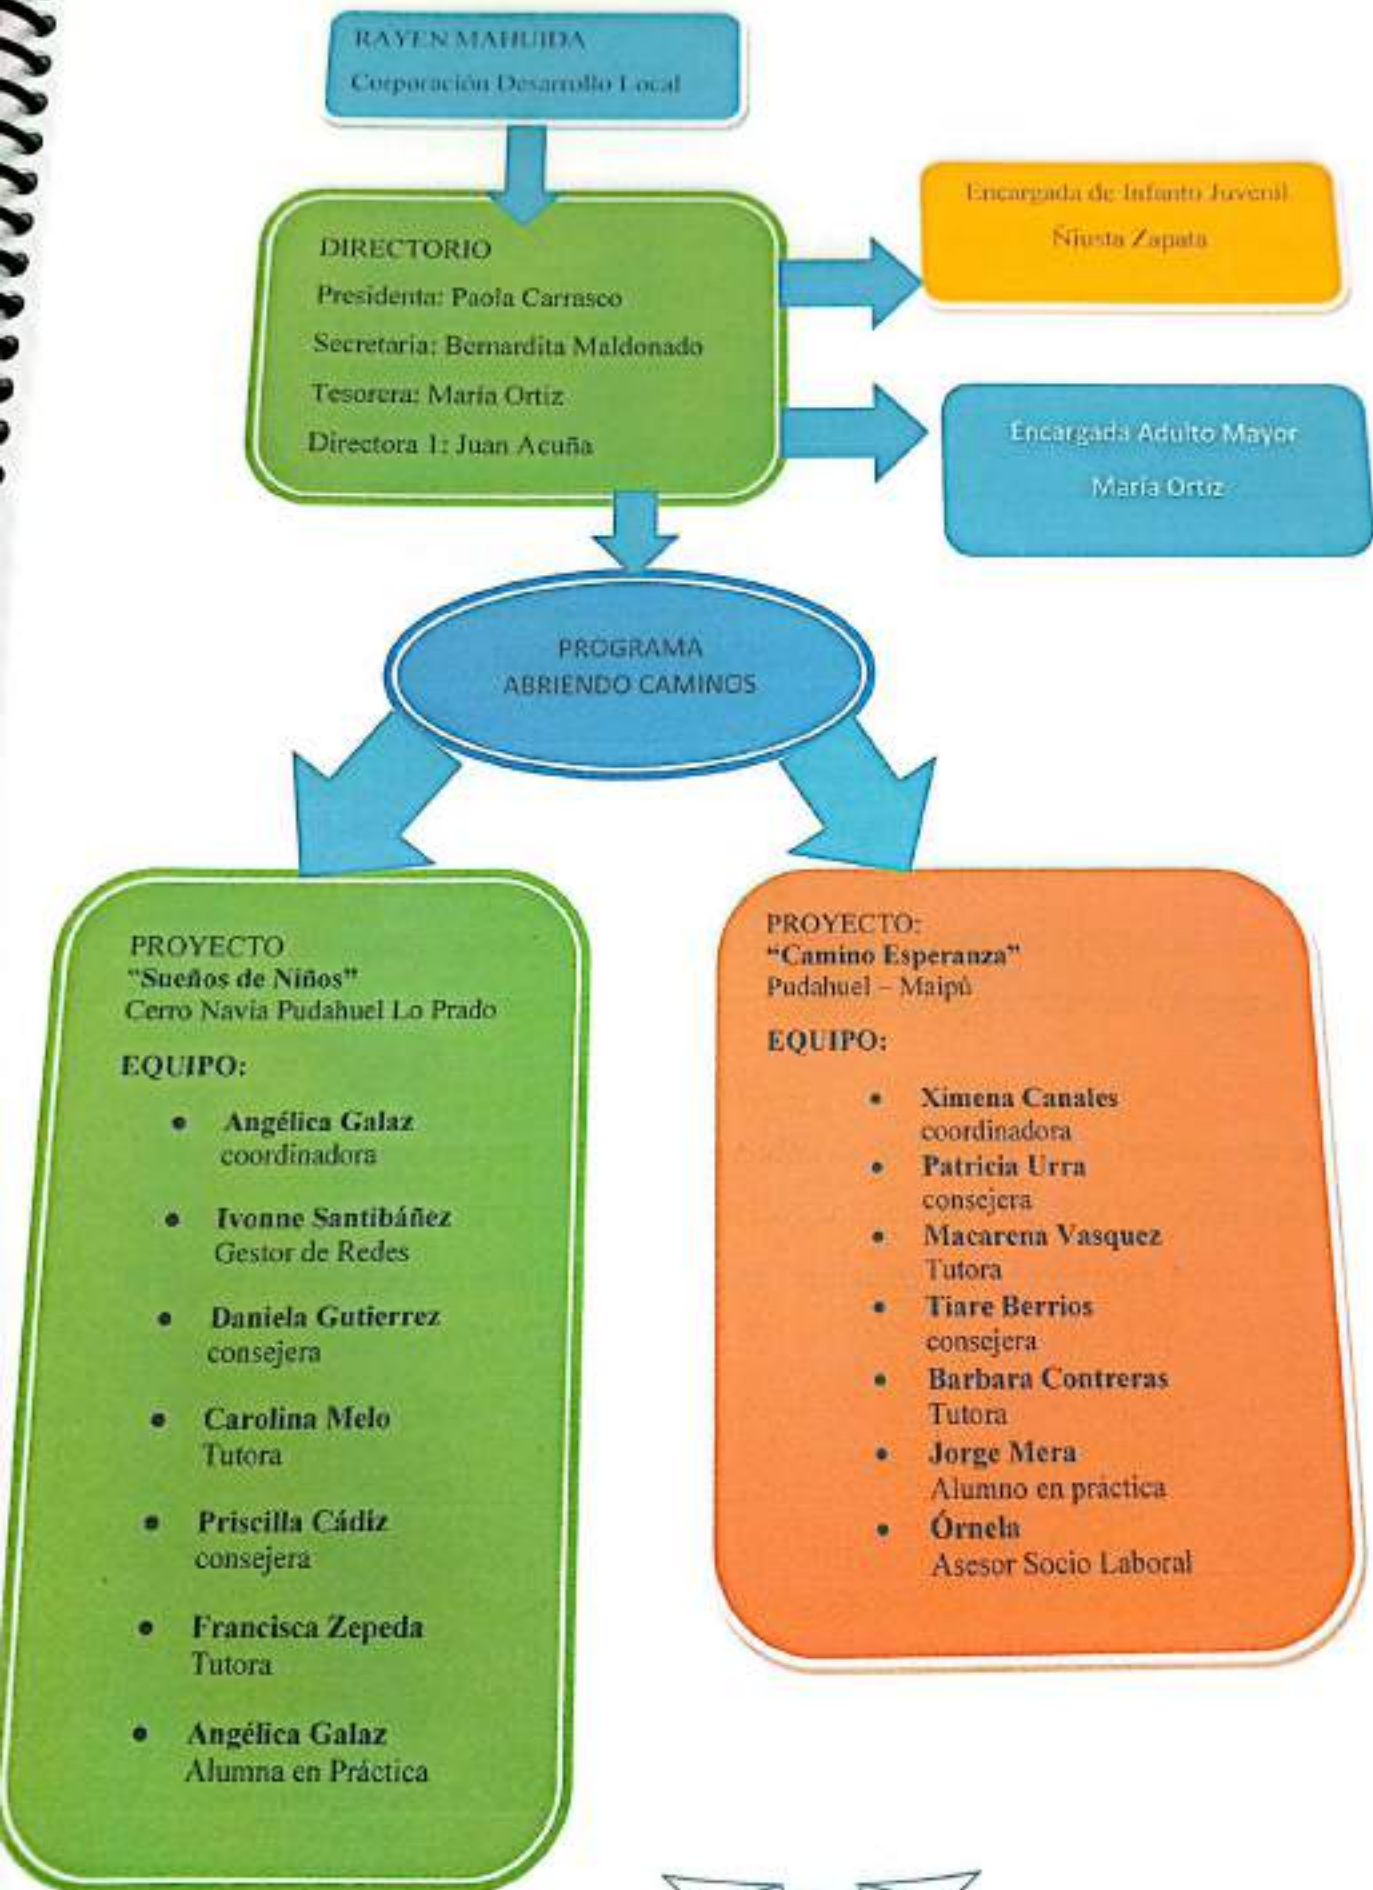 RAYEN MAHUIDA
Corporación Desarrollo Local
DIRECTORIO
Presidenta: Paola Carrasco
Secretaria: Bernardita Maldonado
Tesorera: María Ortiz
Directora 1: Juan Acuña
Encargada de Infanto Juvenil
Ñiusta Zapata
Encargada Adulto Mayor
María Ortiz
PROGRAMA
ABRIENDO CAMINOS
PROYECTO
"Sueños de Niños"
Cerro Navia Pudahuel Lo Prado
EQUIPO:
• Angélica Galaz
coordinadora
• Ivonne Santibáñez
Gestor de Redes
• Daniela Gutierrez
consejera
• Carolina Melo
Tutora
• Priscilla Cádiz
consejera
• Francisca Zepeda
Tutora
• Angélica Galaz
Alumna en Práctica
PROYECTO:
“Camino Esperanza”
Pudahuel – Maipú
EQUIPO:
• Ximena Canales
coordinadora
• Patricia Urra
consejera
• Macarena Vasquez
Tutora
• Tiare Berrios
consejera
• Barbara Contreras
Tutora
• Jorge Mera
Alumno en práctica
• Órnela
Asesor Socio Laboral